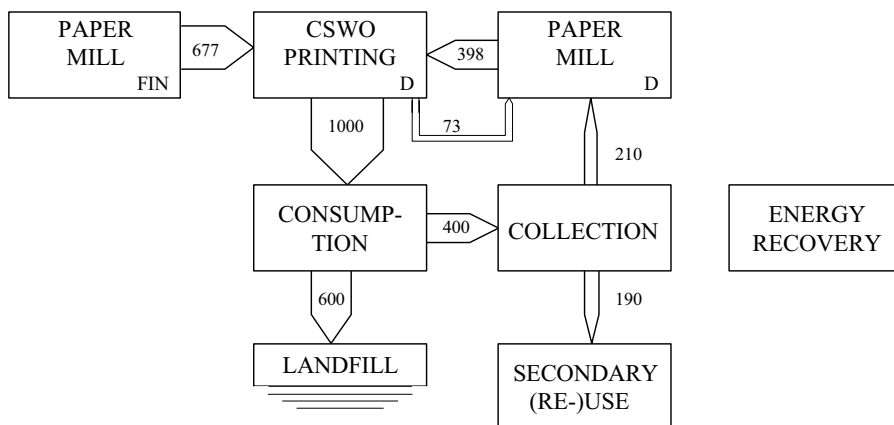 PAPER
MILL
FIN
677
CSWO
PRINTING
D
398
PAPER
MILL
D
1000
73
210
CONSUMP-
TION
400
COLLECTION
ENERGY
RECOVERY
600
190
LANDFILL
SECONDARY
(RE-)USE